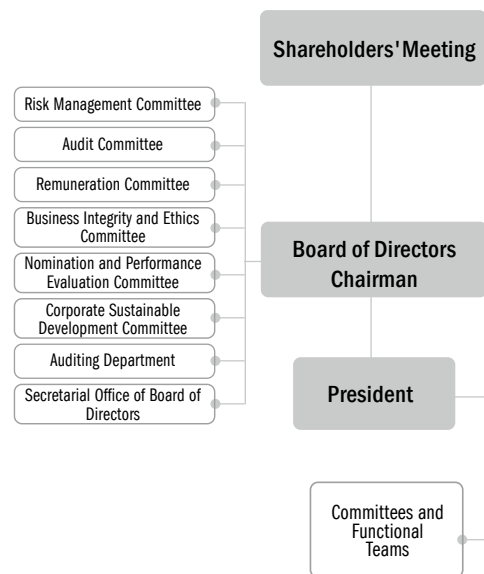 Shareholders' Meeting
Risk Management Committee
Audit Committee
Remuneration Committee
Business Integrity and Ethics
Committee
Nomination and Performance
Evaluation Committee
Corporate Sustainable
Development Committee
Auditing Department
Secretarial Office of Board of
Directors
Board of Directors
Chairman
President
Committees and
Functional
Teams